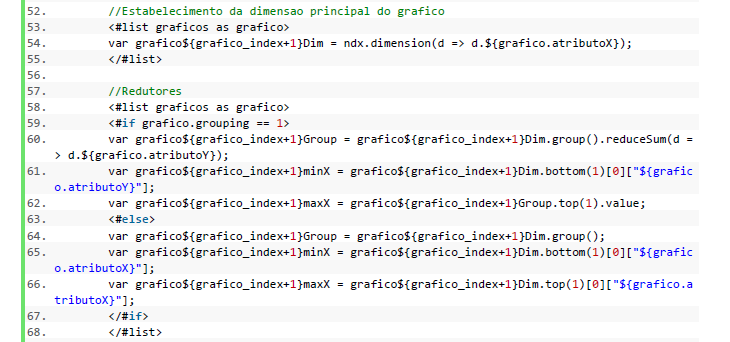 52. //Estabelecimento da dimensao principal do grafico
53. <#list graficos as grafico>
54. var grafico${grafico_index+1}Dim = ndx.dimension(d => d.${grafico.atributoX});
55. </#list>
56.
57. //Redutores
58. <#list graficos as grafico>
59. <#if grafico.grouping == 1>
60. var grafico${grafico_index+1}Group = grafico${grafico_index+1}Dim.group().reduceSum(d =
> d.${grafico.atributoY});
61. var grafico${grafico_index+1}minX = grafico${grafico_index+1}Dim.bottom(1)[0]["${grafic
o.atributoY}"];
62. var grafico${grafico_index+1}maxX = grafico${grafico_index+1}Group.top(1).value;
63. <#else>
64. var grafico${grafico_index+1}Group = grafico${grafico_index+1}Dim.group();
65. var grafico${grafico_index+1}minX = grafico${grafico_index+1}Dim.bottom(1)[0]["${grafic
o.atributoX}"];
66. var grafico${grafico_index+1}maxX = grafico${grafico_index+1}Dim.top(1)[0]["${grafico.a
tributoX}"];
67. </#if>
68. </#list>